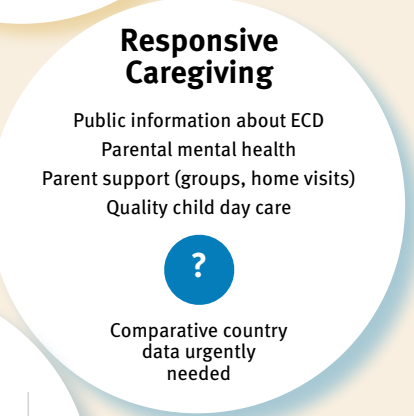 Responsive
Caregiving
Public information about ECD
Parental mental health
Parent support (groups, home visits)
Quality child day care
?
Comparative country
data urgently
needed